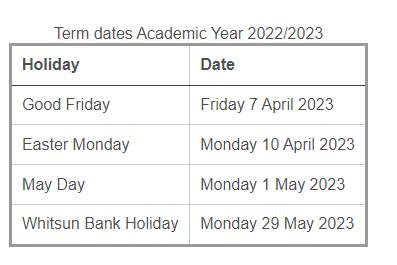 Term dates Academic Year 2022/2023
Holiday Date
Good Friday Friday 7 April 2023
Easter Monday Monday 10 April 2023
May Day Monday 1 May 2023
Whitsun Bank Holiday Monday 29 May 2023